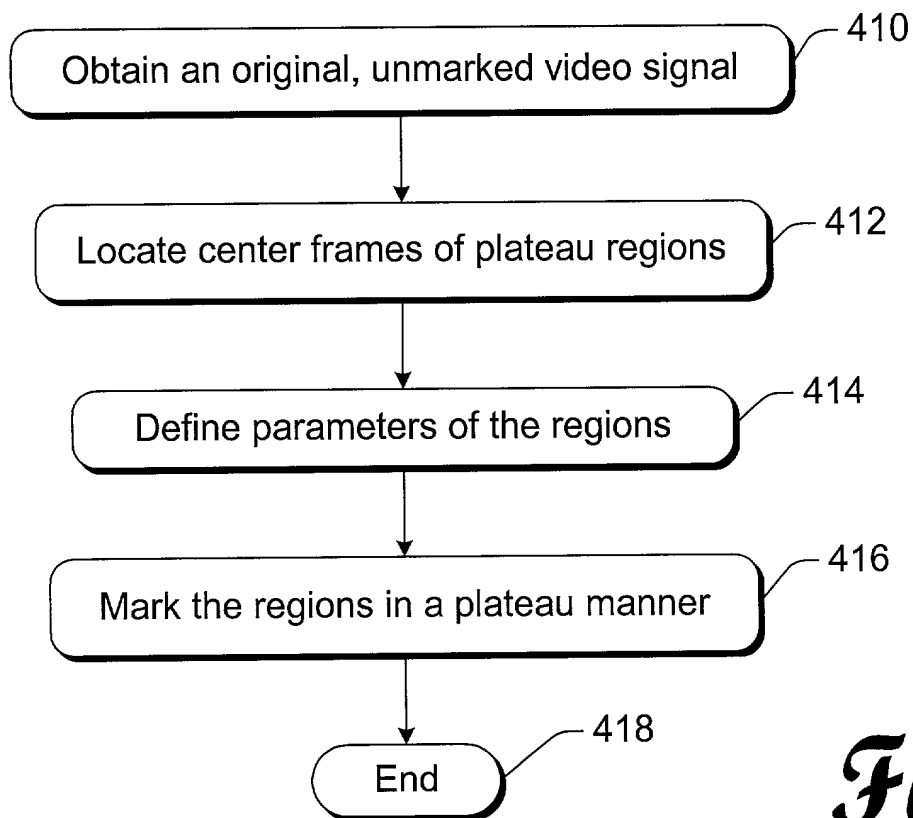 410
Obtain an original, unmarked video signal
412
Locate center frames of plateau regions
414
Define parameters of the regions
416
Mark the regions in a plateau manner
418
End